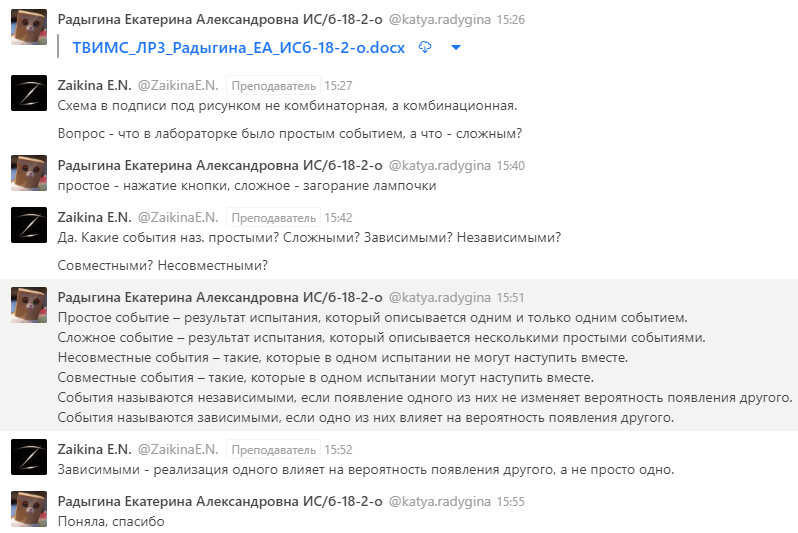 Радыгина Екатерина Александровна ИС/б-18-2-о @katya.radygina 15:26
ТВИМС_ЛР3_Радыгина_ЕА_ИСб-18-2-о.docx
Zaikina E.N. @ZaikinaE.N. Преподаватель 15:27
Схема в подписи под рисунком не комбинаторная, а комбинационная.
Вопрос - что в лабораторке было простым событием, а что - сложным?
Радыгина Екатерина Александровна ИС/б-18-2-о @katya.radygina 15:40
простое - нажатие кнопки, сложное - загорание лампочки
Zaikina E.N. @ZaikinaE.N. Преподаватель 15:42
Да. Какие события наз. простыми? Сложными? Зависимыми? Независимыми?
Совместными? Несовместными?
Радыгина Екатерина Александровна ИС/б-18-2-о @katya.radygina 15:51
Простое событие – результат испытания, который описывается одним и только одним событием.
Сложное событие – результат испытания, который описывается несколькими простыми событиями.
Несовместные события – такие, которые в одном испытании не могут наступить вместе.
Совместные события – такие, которые в одном испытании могут наступить вместе.
События называются независимыми, если появление одного из них не изменяет вероятность появления другого.
События называются зависимыми, если одно из них влияет на вероятность появления другого.
Zaikina E.N. @ZaikinaE.N. Преподаватель 15:52
Зависимыми - реализация одного влияет на вероятность появления другого, а не просто одно.
Радыгина Екатерина Александровна ИС/б-18-2-о @katya.radygina 15:55
Поняла, спасибо